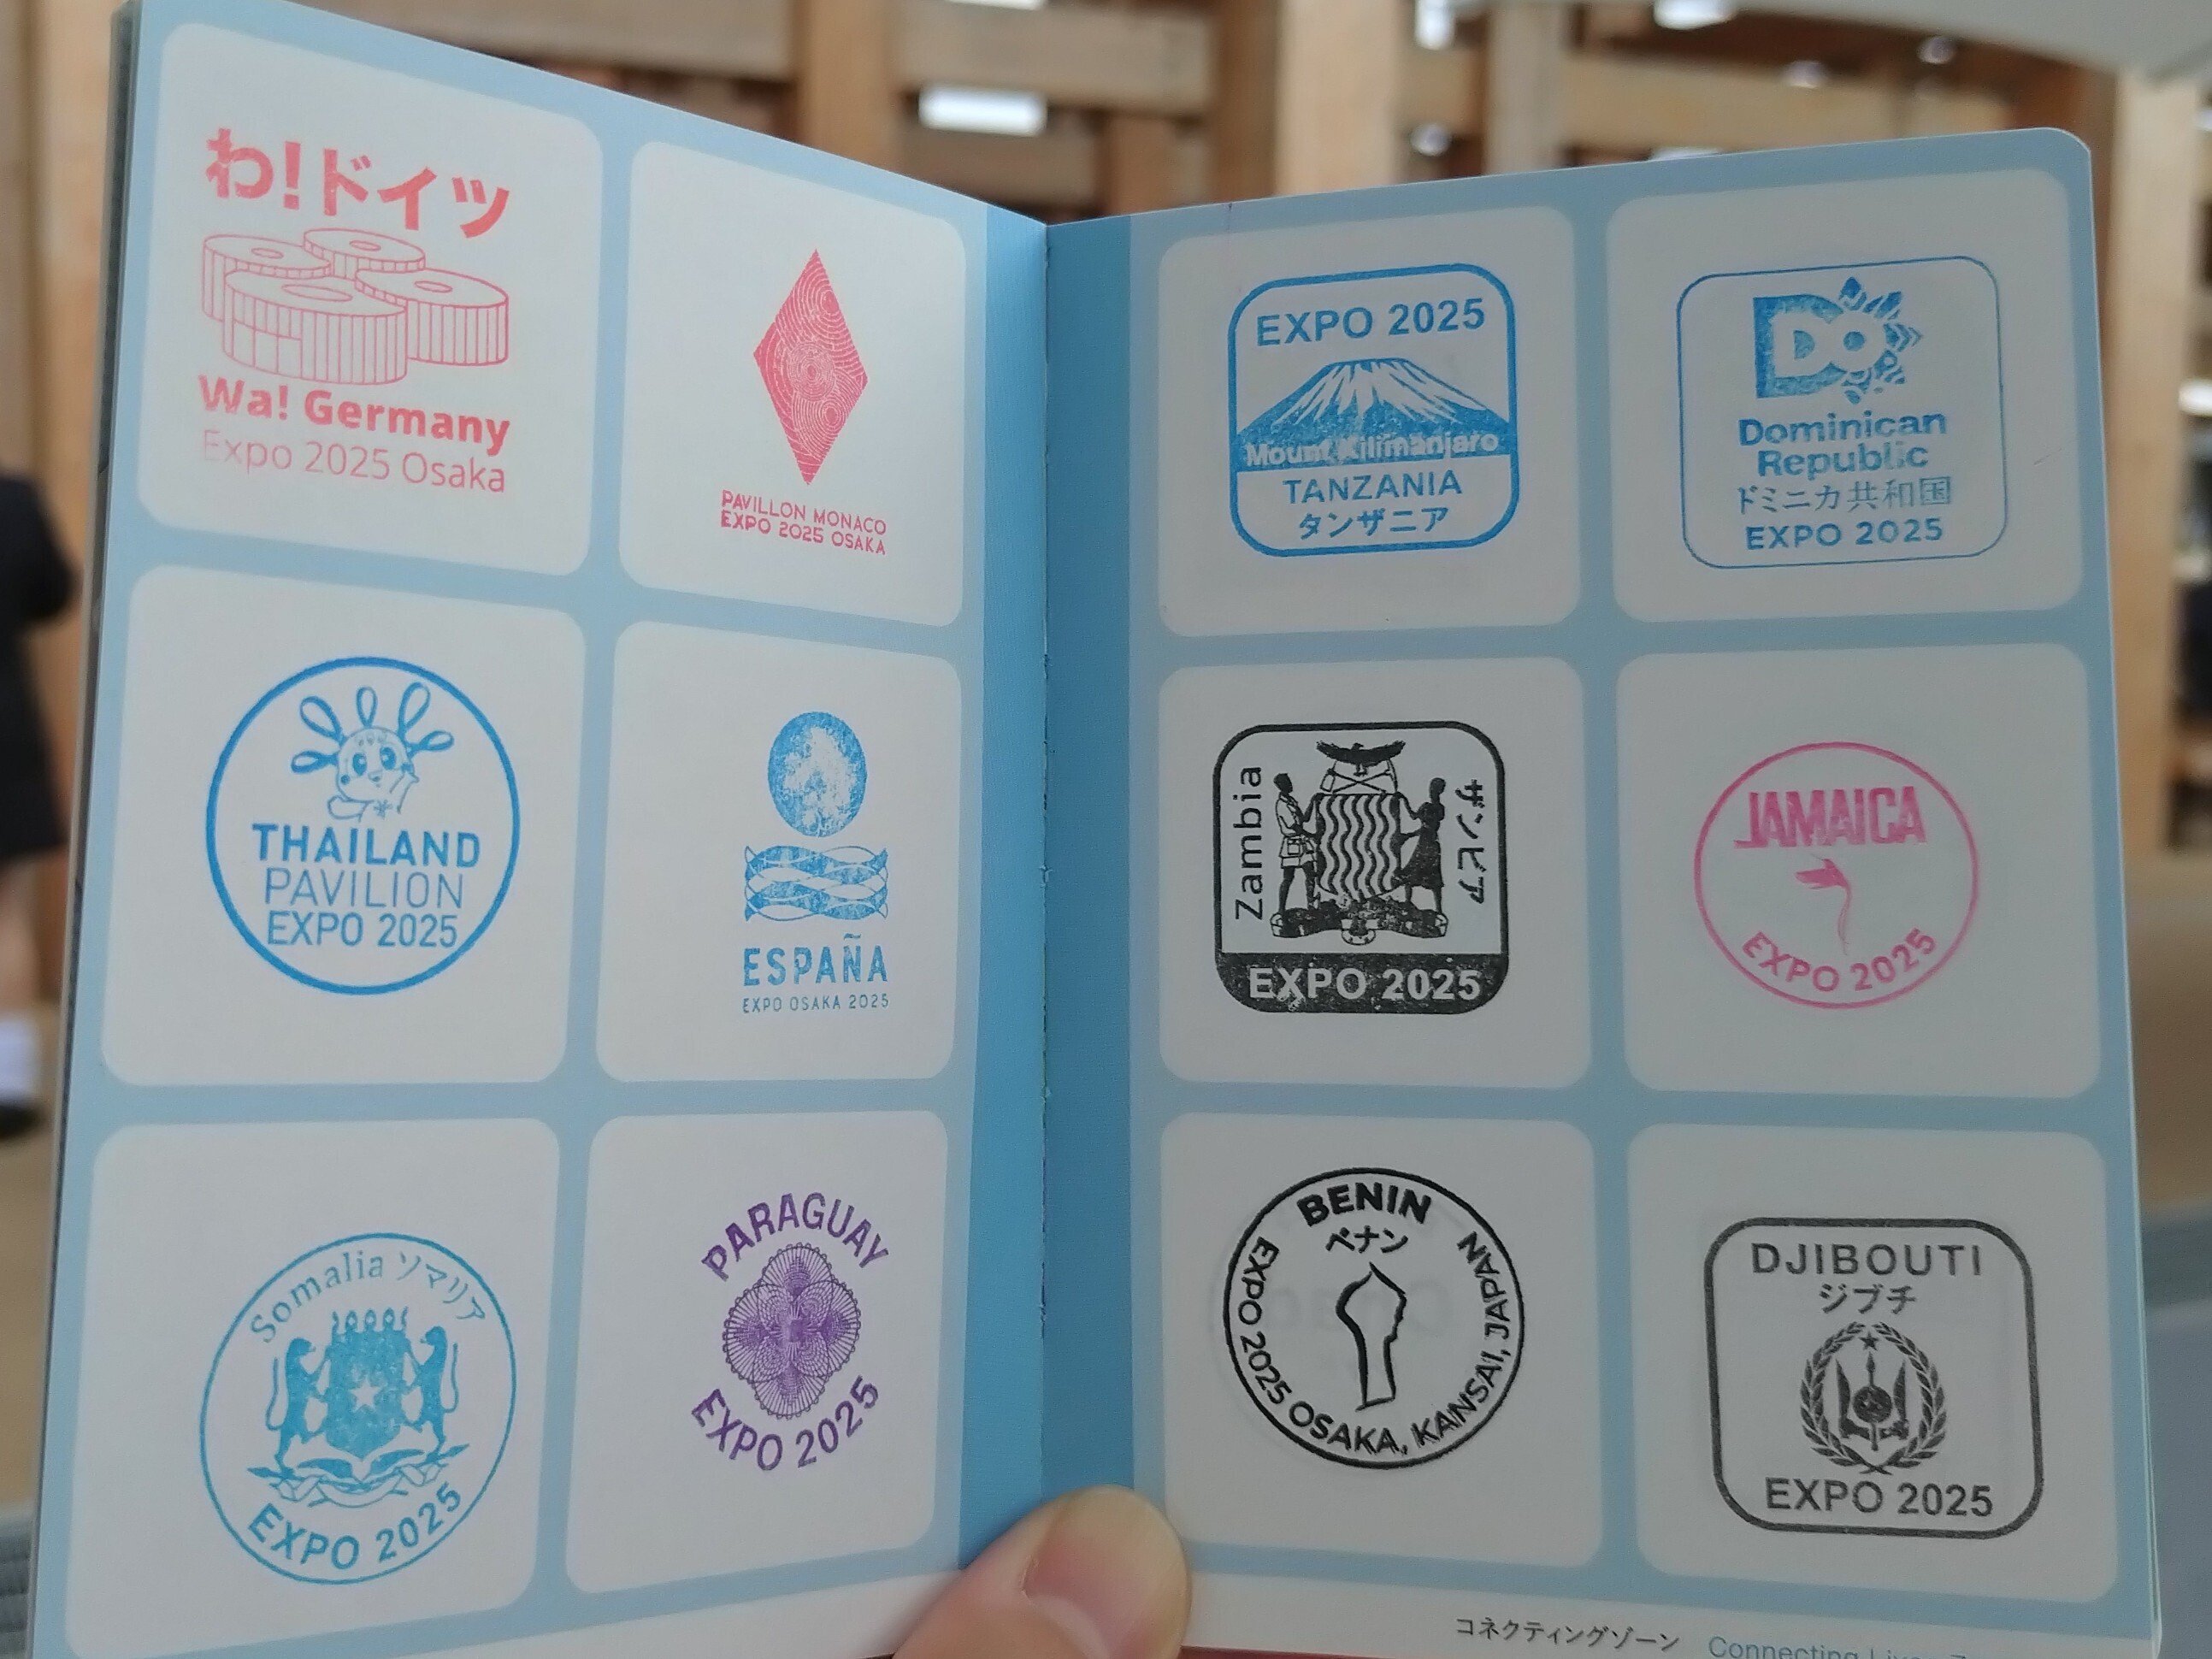 わ!ドイツ
Wa! Germany
Expo 2025 Osaka
PAVILLON MONACO
EXPO 2025 OSAKA
THAILAND
PAVILION
EXPO 2025
ESPAÑA
EXPO OSAKA 2025
Somalia ソマリア
EXPO 2025
PARAGUAY
EXPO 2025
EXPO 2025
Mount Kilimanjaro
TANZANIA
タンザニア
DO
Dominican
Republic
ドミニカ共和国
EXPO 2025
Zambia
ザンビア
EXPO 2025
JAMAICA
EXPO 2025
BENIN
ベナン
EXPO 2025 OSAKA, KANSAI, JAPAN
DJIBOUTI
ジブチ
EXPO 2025
コネクティングゾーン Connecting